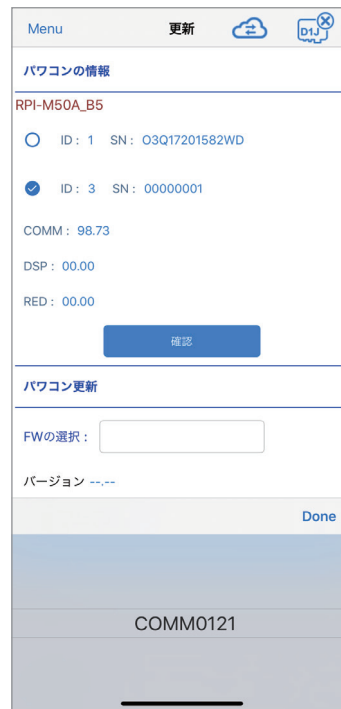 Menu 更新 D1J
パワコンの情報
RPI-M50A_B5
ID : 1 SN : O3Q17201582WD
ID : 3 SN : 00000001
COMM : 98.73
DSP : 00.00
RED : 00.00
確認
パワコン更新
FWの選択 :
バージョン --.--
Done
COMM0121